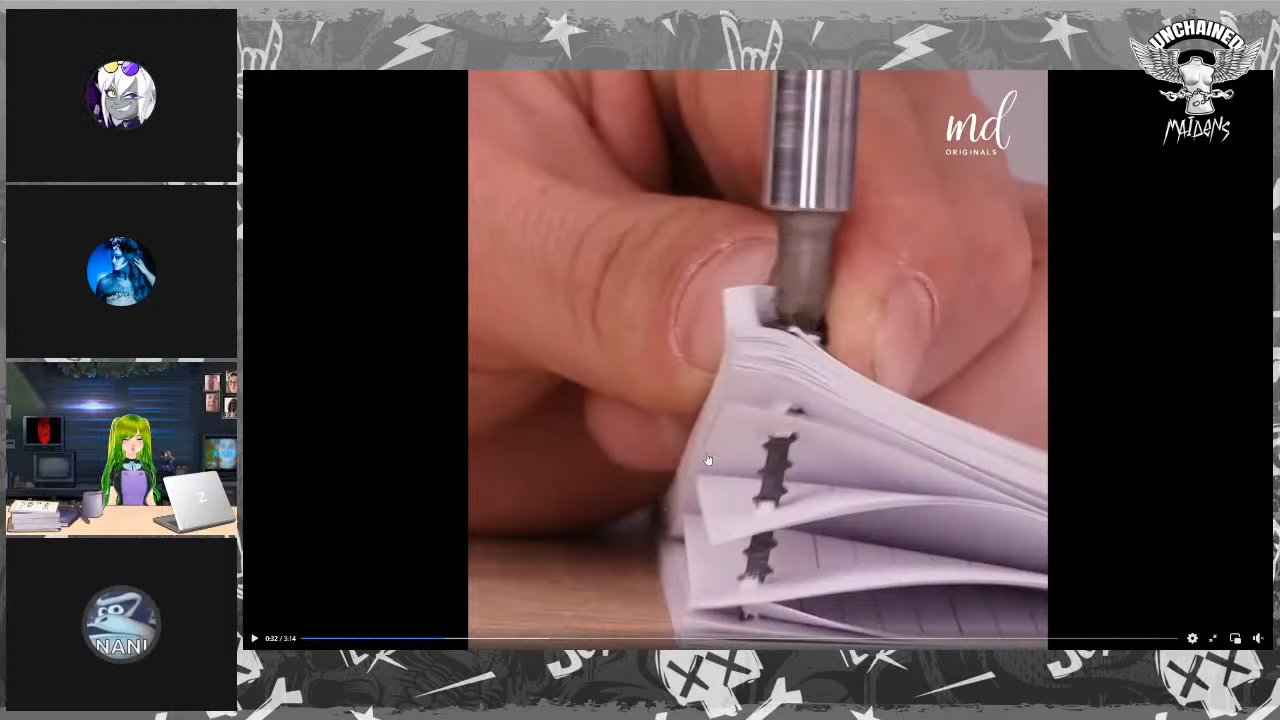 UNCHAINED
MAIDENS
md
ORIGINALS
Z
NANI
0:32 / 3:14